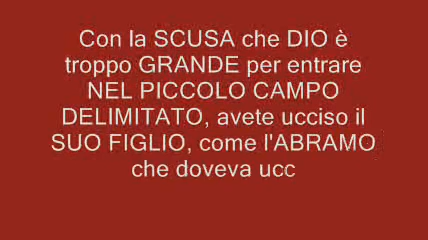 Con la SCUSA che DIO è
troppo GRANDE per entrare
NEL PICCOLO CAMPO
DELIMITATO, avete ucciso il
SUO FIGLIO, come l'ABRAMO
che doveva ucc